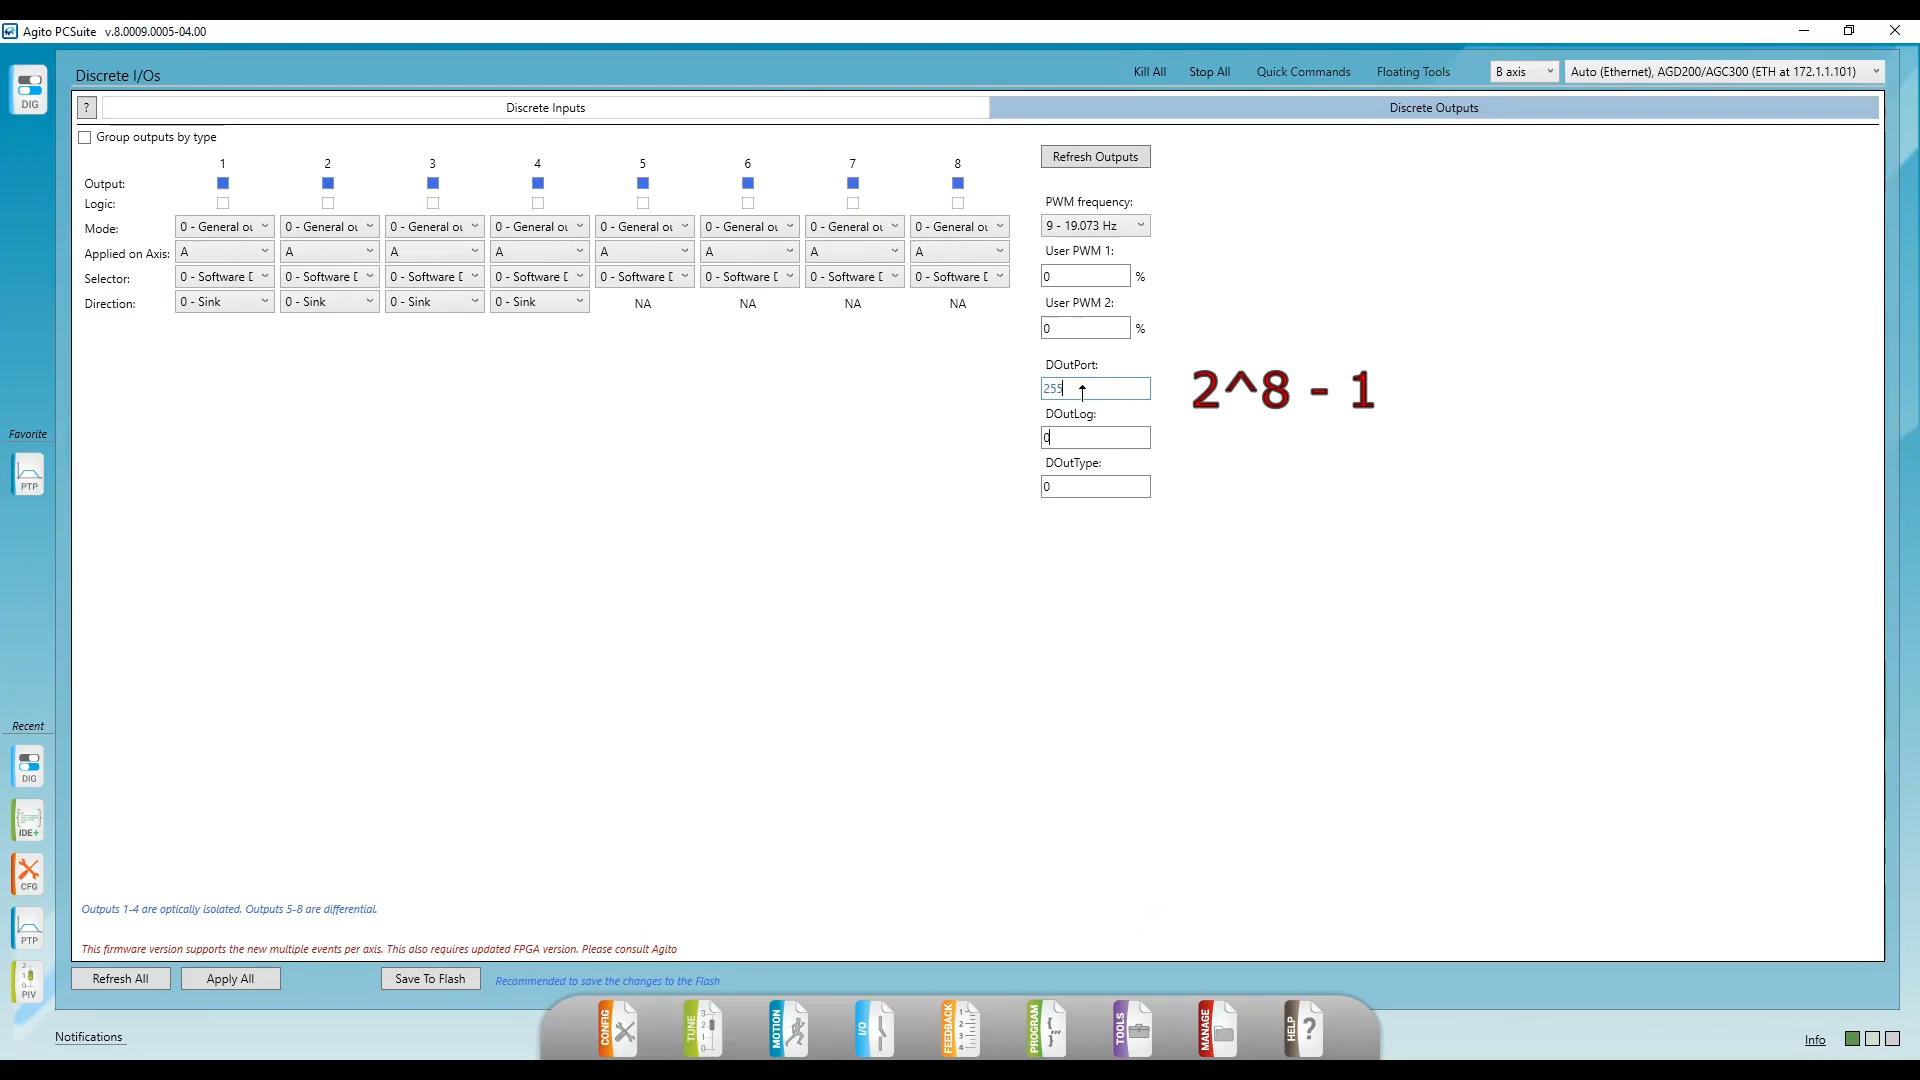 Agito PCSuite v.8.0009.0005-04.00
DIG
Discrete I/Os
Kill All Stop All Quick Commands Floating Tools B axis Auto (Ethernet), AGD200/AGC300 (ETH at 172.1.1.101)
? Discrete Inputs Discrete Outputs
Group outputs by type
1 2 3 4 5 6 7 8
Output:
Logic:
Mode: 0 - General ou 0 - General ou 0 - General ou 0 - General ou 0 - General ou 0 - General ou 0 - General ou 0 - General ou
Applied on Axis: A A A A A A A A
Selector: 0 - Software D 0 - Software D 0 - Software D 0 - Software D 0 - Software D 0 - Software D 0 - Software D 0 - Software D
Direction: 0 - Sink 0 - Sink 0 - Sink 0 - Sink NA NA NA NA
Refresh Outputs
PWM frequency:
9 - 19.073 Hz
User PWM 1:
0 %
User PWM 2:
0 %
DOutPort:
255
2^8 - 1
DOutLog:
0
DOutType:
0
Favorite
PTP
Recent
DIG
IDE+
CFG
PTP
PIV
Outputs 1-4 are optically isolated. Outputs 5-8 are differential.
This firmware version supports the new multiple events per axis. This also requires updated FPGA version. Please consult Agito
Refresh All Apply All Save To Flash Recommended to save the changes to the Flash
CONFIG TUNE MOTION I/O FEEDBACK PROGRAM TOOLS MANAGE HELP
Notifications
Info